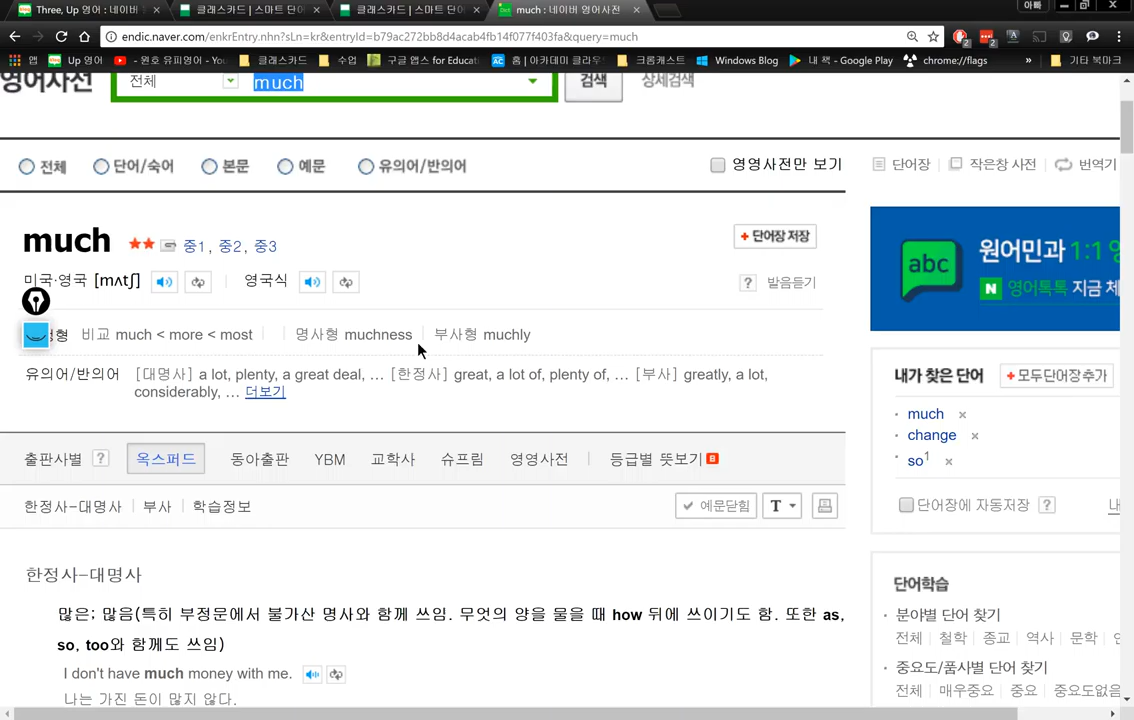 Three, Up 영어 : 네이버
클래스카드 | 스마트 단어
클래스카드 | 스마트 단어
much : 네이버 영어사전
아빠
endic.naver.com/enkrEntry.nhn?sLn=kr&entryId=b79ac272bb8d4acab4fb14f077f403fa&query=much
앱 Up 영어 - 원호 유피영어 - You 클래스카드 수업 구글 앱스 for Educati 홈 | 아카데미 클라우 크롬캐스트 Windows Blog 내 책 - Google Play chrome://flags » 기타 북마크
영어사전 전체 much 검색 상세검색
전체 단어/숙어 본문 예문 유의어/반의어 영영사전만 보기 단어장 작은창 사전 번역기
much ★★ 중1, 중2, 중3 + 단어장 저장
미국·영국 [mʌtʃ] 영국식 ? 발음듣기
형 비교 much < more < most 명사형 muchness 부사형 muchly
유의어/반의어 [대명사] a lot, plenty, a great deal, … [한정사] great, a lot of, plenty of, … [부사] greatly, a lot,
considerably, … 더보기
출판사별 ? 옥스퍼드 동아출판 YBM 교학사 슈프림 영영사전 등급별 뜻보기
한정사-대명사 부사 학습정보 예문닫힘 T
한정사-대명사
많은; 많음(특히 부정문에서 불가산 명사와 함께 쓰임. 무엇의 양을 물을 때 how 뒤에 쓰이기도 함. 또한 as,
so, too와 함께도 쓰임)
I don't have much money with me.
나는 가진 돈이 많지 않다.
abc 원어민과 1:1
N 영어톡톡 지금
내가 찾은 단어 + 모두단어장추가
much ×
change ×
so1 ×
단어장에 자동저장 ? 내
단어학습
분야별 단어 찾기
전체 철학 종교 역사 문학
중요도/품사별 단어 찾기
전체 매우중요 중요 중요도없음